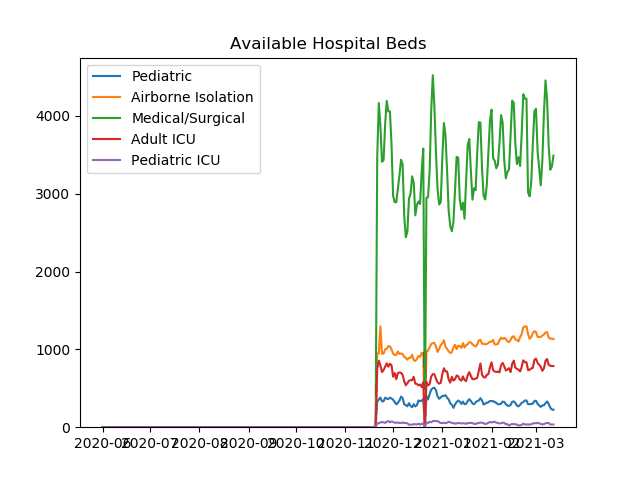 Available Hospital Beds
Pediatric
Airborne Isolation
Medical/Surgical
Adult ICU
Pediatric ICU
4000
3000
2000
1000
0
2020-06 2020-07 2020-08 2020-09 2020-10 2020-11 2020-12 2021-01 2021-02 2021-03